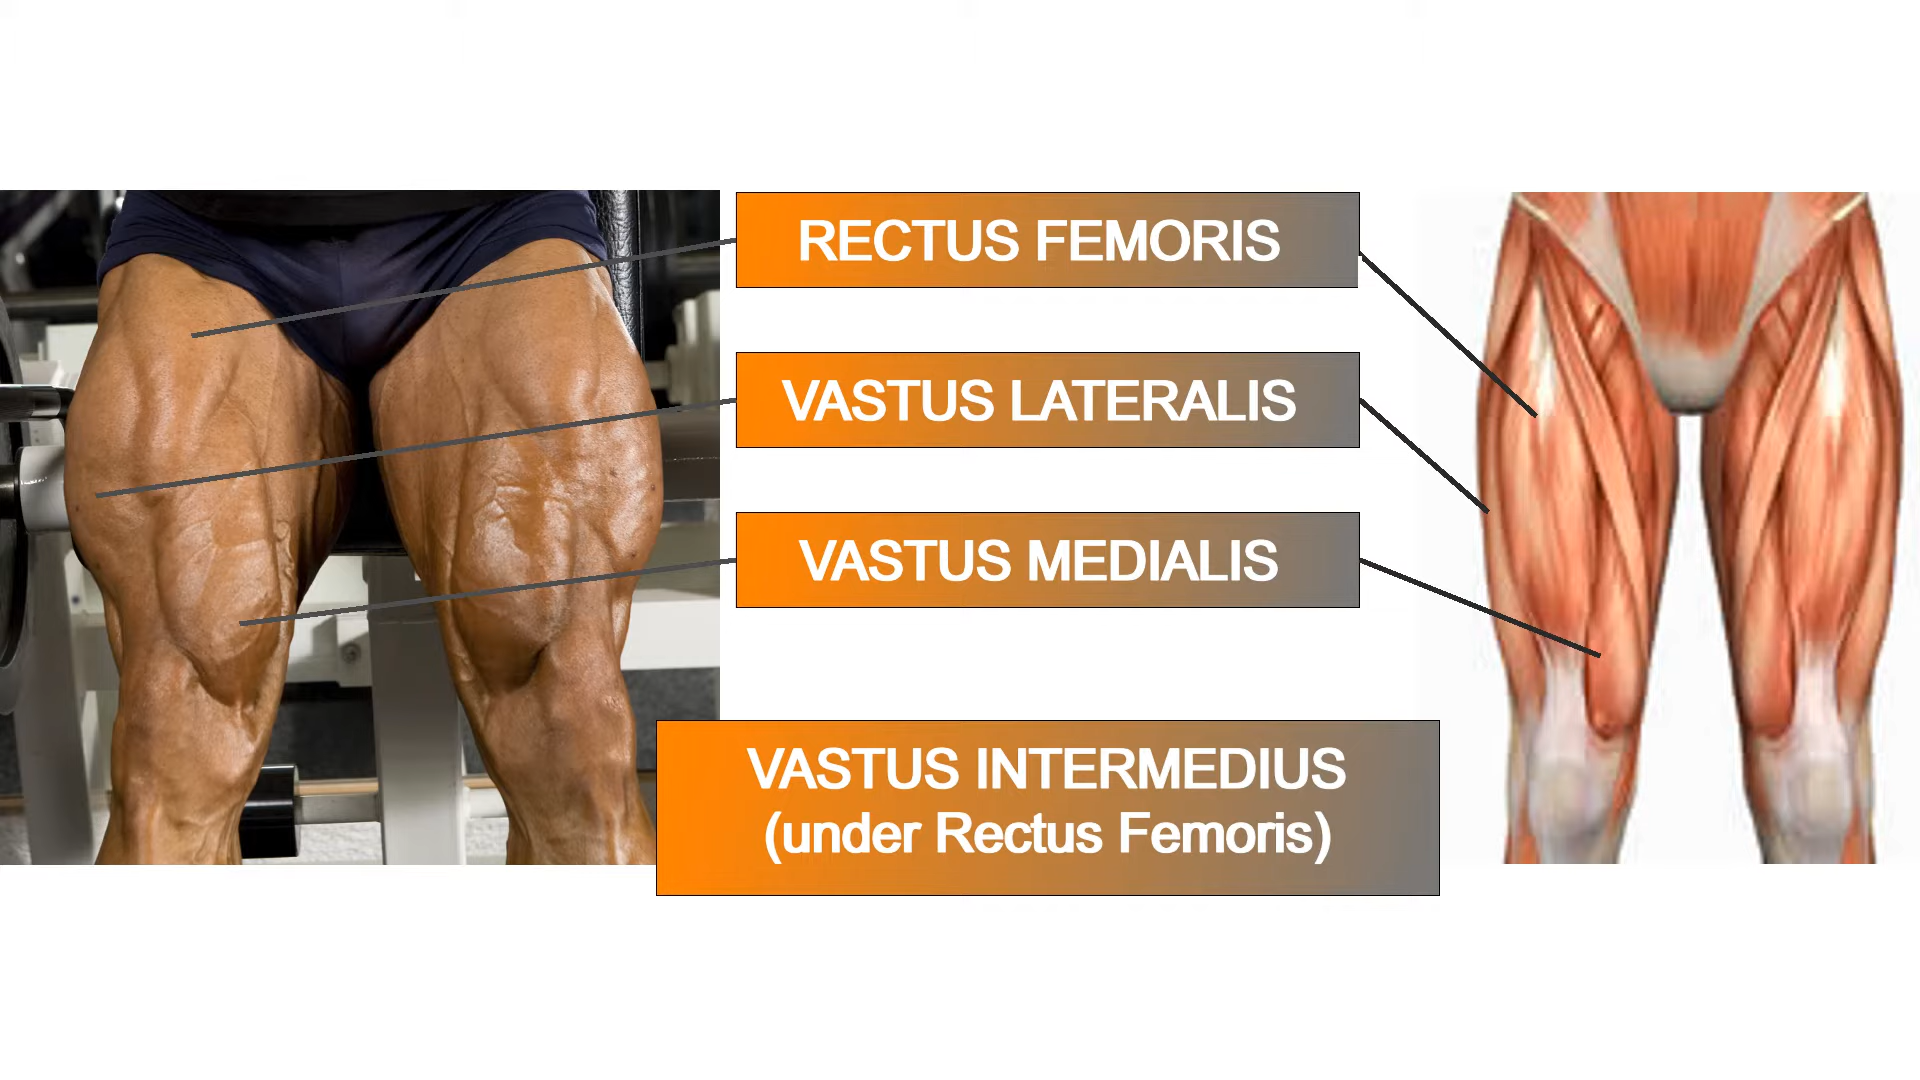 RECTUS FEMORIS
VASTUS LATERALIS
VASTUS MEDIALIS
VASTUS INTERMEDIUS
(under Rectus Femoris)